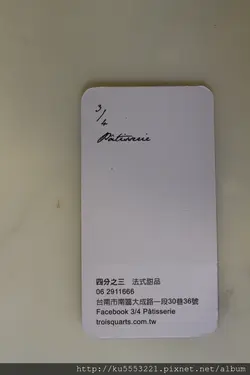 3/4
Pâtisserie
四分之三 法式甜品
06 2911666
台南市南區大成路一段30巷36號
Facebook 3/4 Pâtisserie
troisquarts.com.tw
http://ku5553221.pixnet.net/album